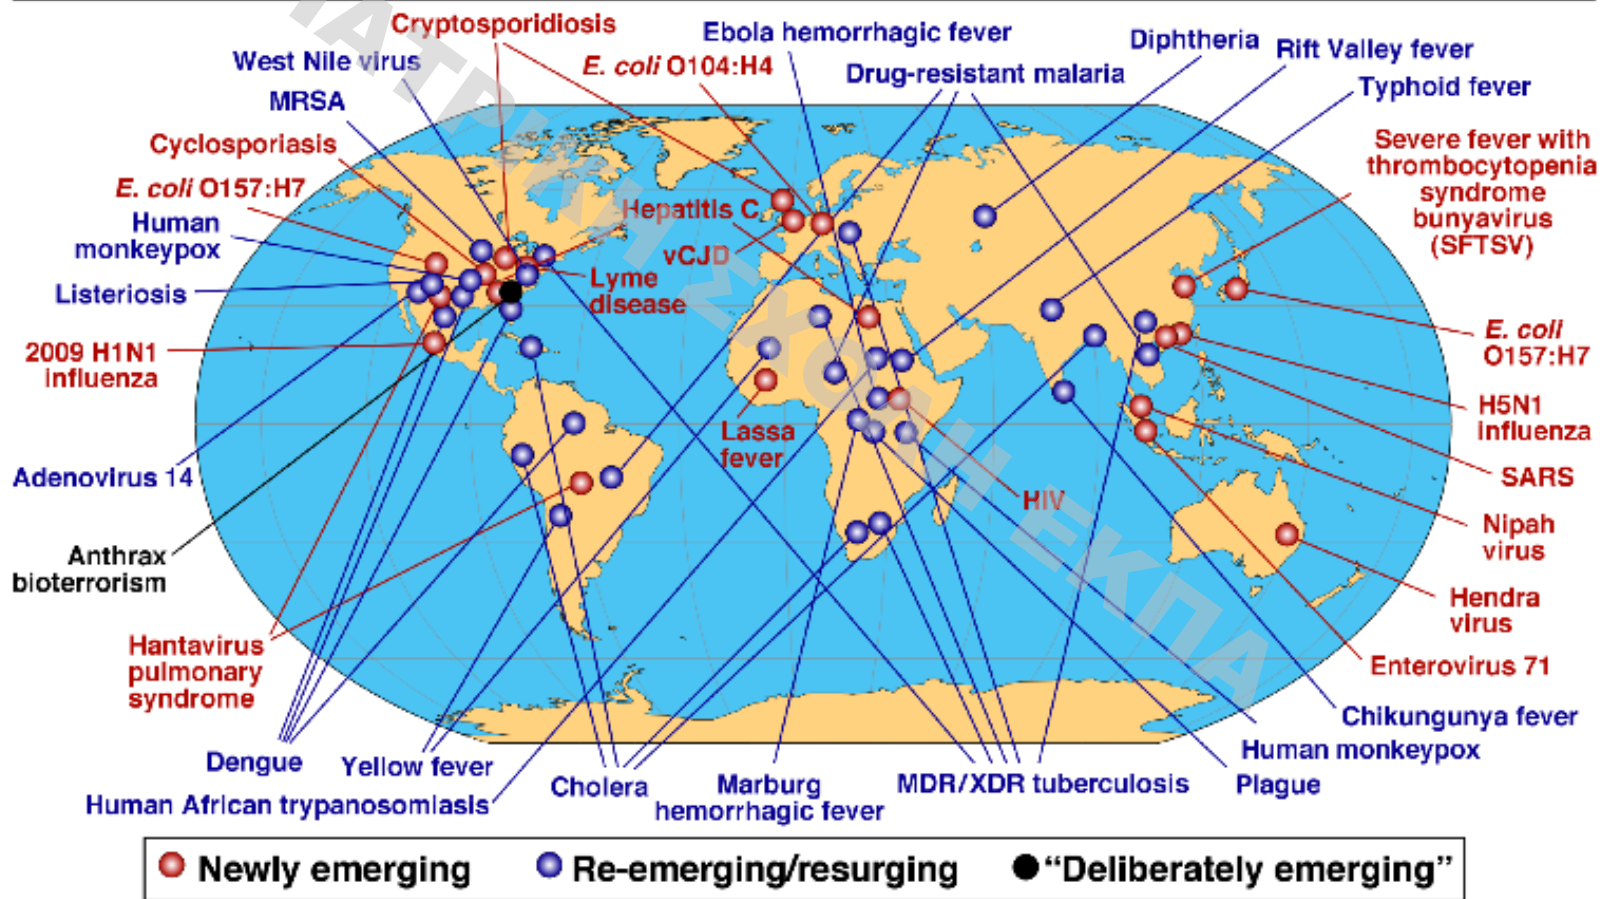 Cryptosporidiosis
Ebola hemorrhagic fever
Diphtheria
Rift Valley fever
West Nile virus
E. coli O104:H4
Drug-resistant malaria
Typhoid fever
MRSA
Cyclosporiasis
Severe fever with
thrombocytopenia
syndrome
bunyavirus
(SFTSV)
E. coli O157:H7
Human
monkeypox
Hepatitis C
vCJD
Listeriosis
Lyme
disease
2009 H1N1
influenza
E. coli
O157:H7
H5N1
influenza
Lassa
fever
Adenovirus 14
SARS
HIV
Nipah
virus
Anthrax
bioterrorism
Hendra
virus
Hantavirus
pulmonary
syndrome
Enterovirus 71
Chikungunya fever
Human monkeypox
Dengue
Yellow fever
Cholera
Marburg
hemorrhagic fever
MDR/XDR tuberculosis
Plague
Human African trypanosomiasis
Newly emerging
Re-emerging/resurging
“Deliberately emerging”
ΙΑΤΡΙΚΗ ΣΧΟΛΗ ΕΚΠΑ